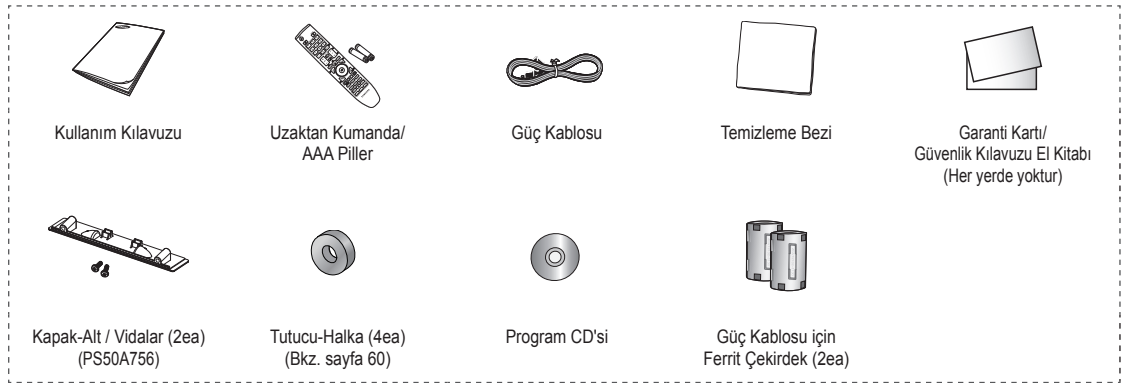 Kullanım Kılavuzu
Uzaktan Kumanda/
AAA Piller
Güç Kablosu
Temizleme Bezi
Garanti Kartı/
Güvenlik Kılavuzu El Kitabı
(Her yerde yoktur)
Kapak-Alt / Vidalar (2ea)
(PS50A756)
Tutucu-Halka (4ea)
(Bkz. sayfa 60)
Program CD'si
Güç Kablosu için
Ferrit Çekirdek (2ea)